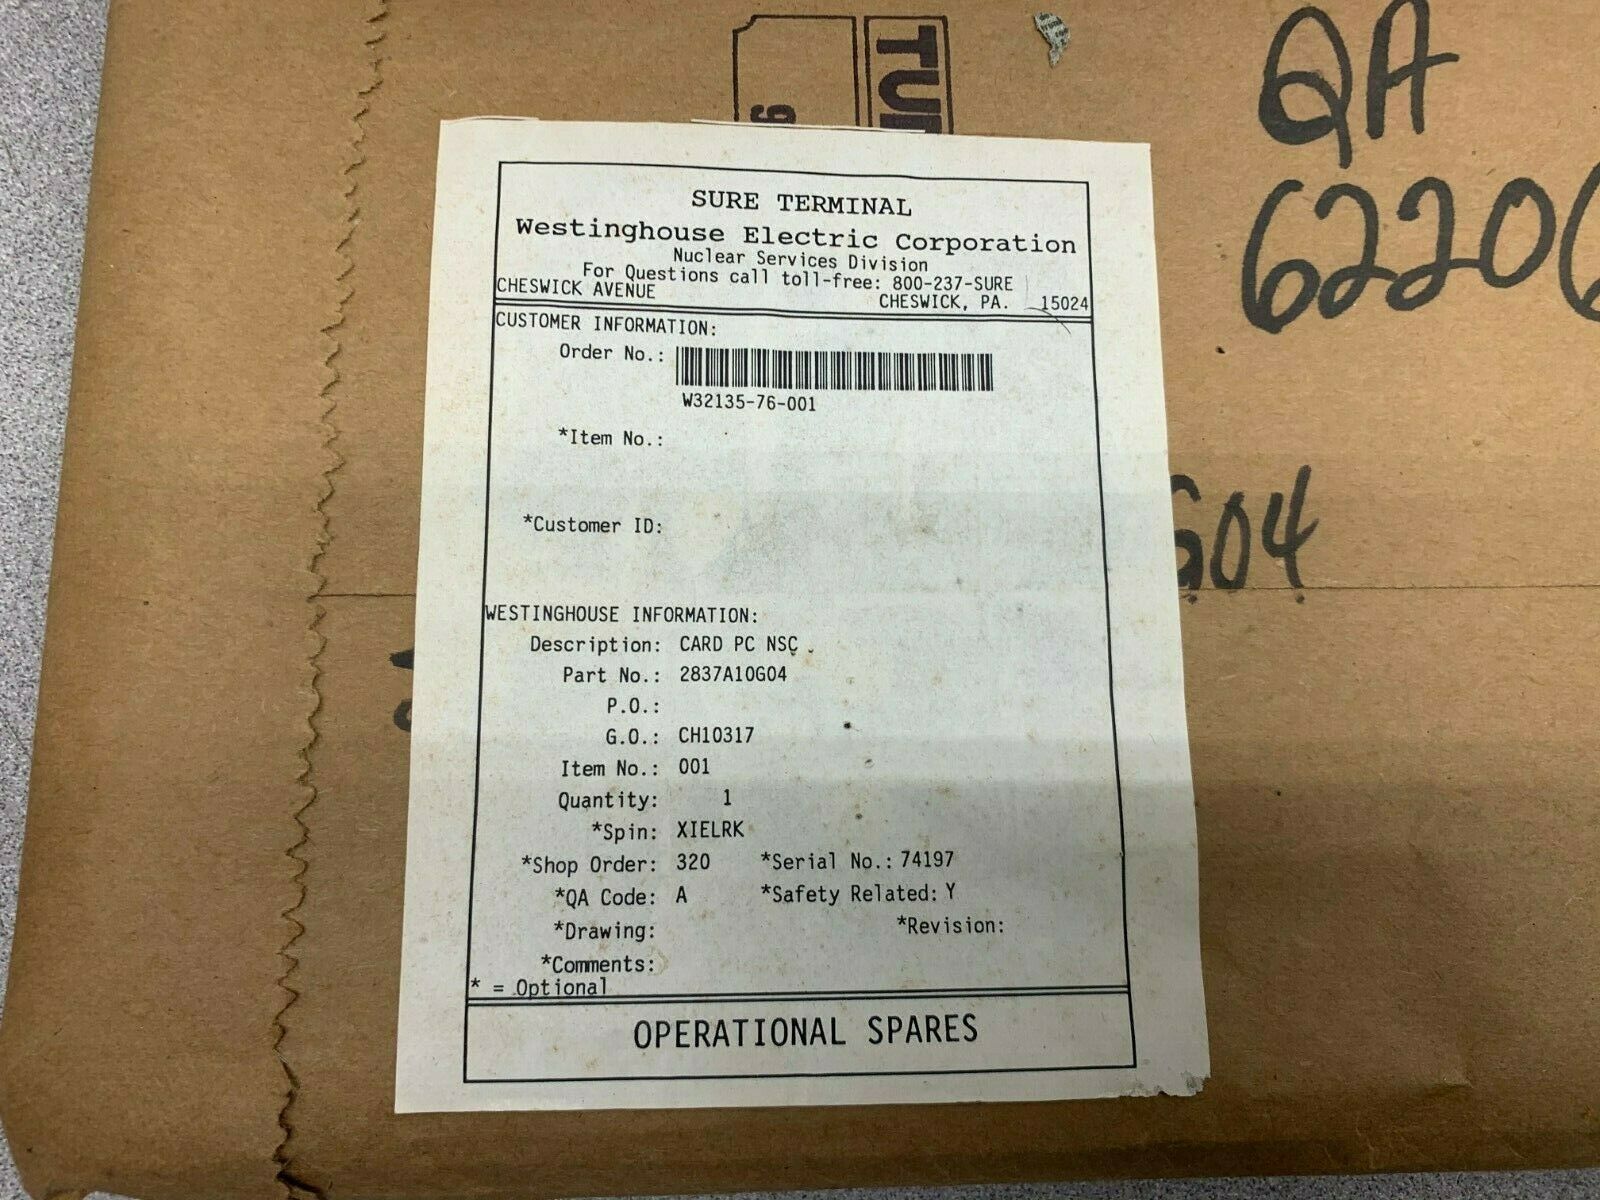 QA
6220
G04
SURE TERMINAL
Westinghouse Electric Corporation
Nuclear Services Division
For Questions call toll-free: 800-237-SURE
CHESWICK AVENUE CHESWICK, PA. 15024
CUSTOMER INFORMATION:
Order No.:
W32135-76-001
*Item No.:
*Customer ID:
WESTINGHOUSE INFORMATION:
Description: CARD PC NSC
Part No.: 2837A10G04
P.O.:
G.O.: CH10317
Item No.: 001
Quantity: 1
*Spin: XIELRK
*Shop Order: 320 *Serial No.: 74197
*QA Code: A *Safety Related: Y
*Drawing: *Revision:
*Comments:
* = Optional
OPERATIONAL SPARES